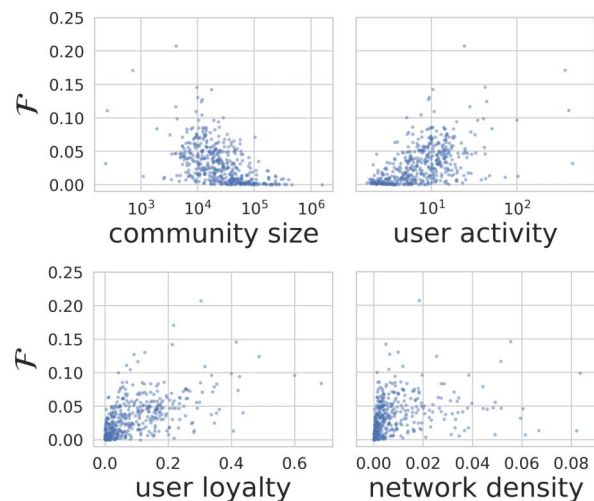 0.25
0.20
0.15
0.10
0.05
0.00
ℱ
10³ 10⁴ 10⁵ 10⁶
community size
10¹ 10²
user activity
0.25
0.20
0.15
0.10
0.05
0.00
ℱ
0.0 0.2 0.4 0.6
user loyalty
0.00 0.02 0.04 0.06 0.08
network density